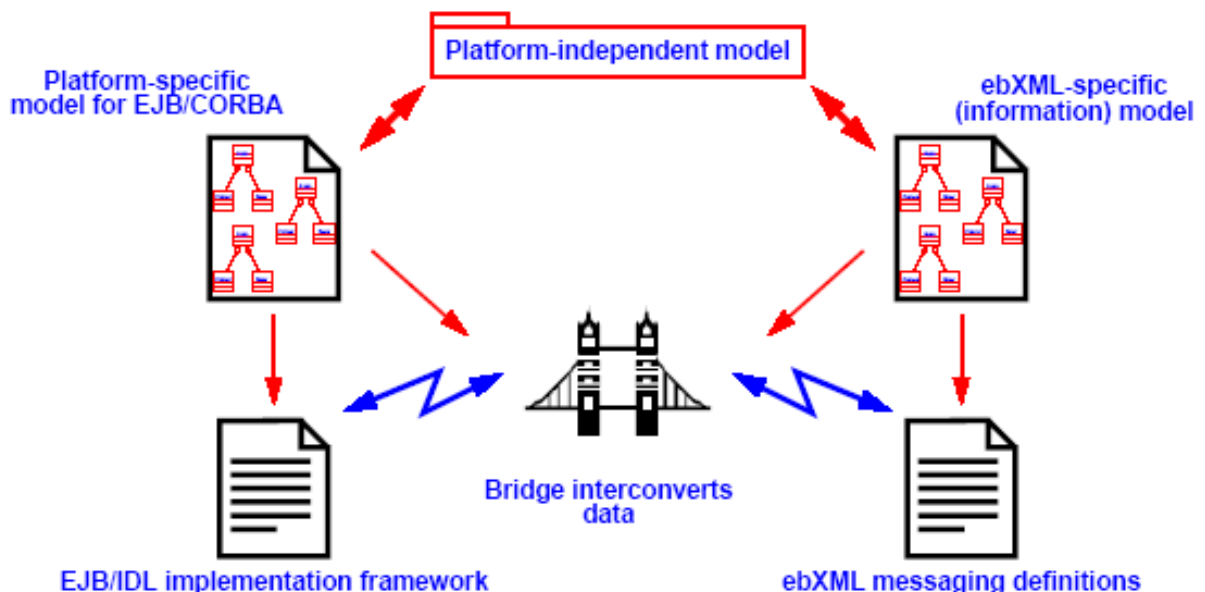 Platform-independent model
Platform-specific
model for EJB/CORBA
ebXML-specific
(information) model
Bridge interconverts
data
EJB/IDL implementation framework
ebXML messaging definitions